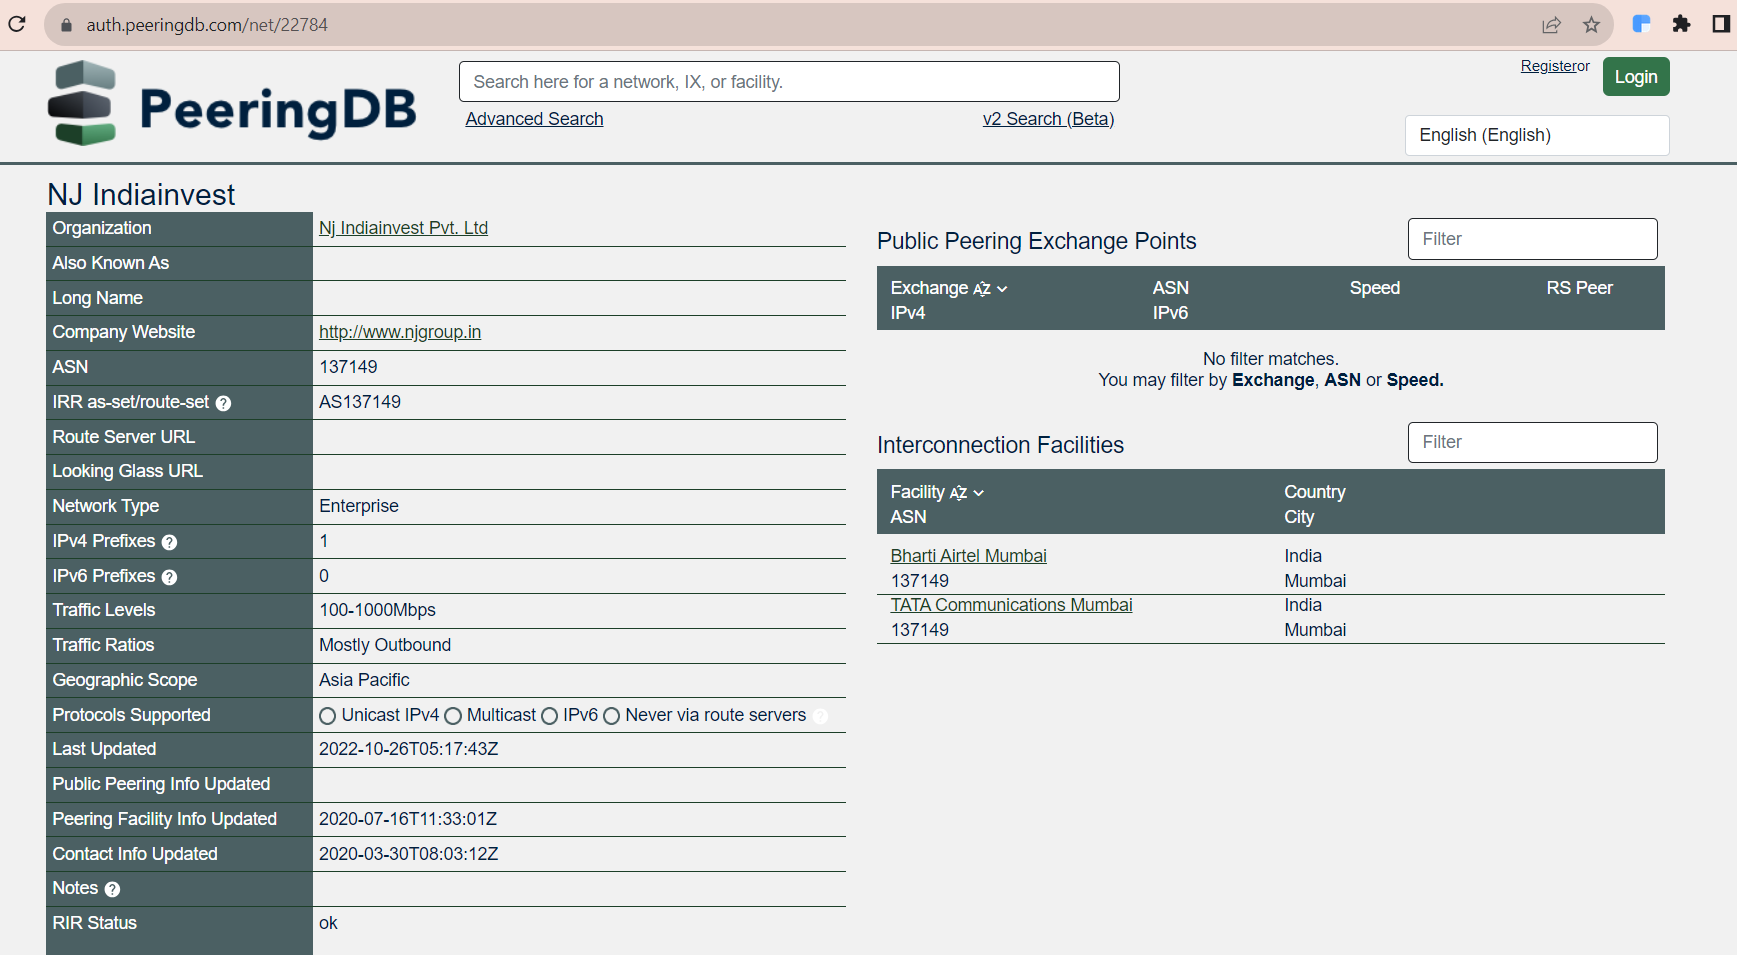 auth.peeringdb.com/net/22784
PeeringDB
Search here for a network, IX, or facility.
Advanced Search
v2 Search (Beta)
Registeror
Login
English (English)
NJ Indiainvest
Organization Nj Indiainvest Pvt. Ltd
Also Known As
Long Name
Company Website http://www.njgroup.in
ASN 137149
IRR as-set/route-set ? AS137149
Route Server URL
Looking Glass URL
Network Type Enterprise
IPv4 Prefixes ? 1
IPv6 Prefixes ? 0
Traffic Levels 100-1000Mbps
Traffic Ratios Mostly Outbound
Geographic Scope Asia Pacific
Protocols Supported Unicast IPv4 Multicast IPv6 Never via route servers ?
Last Updated 2022-10-26T05:17:43Z
Public Peering Info Updated
Peering Facility Info Updated 2020-07-16T11:33:01Z
Contact Info Updated 2020-03-30T08:03:12Z
Notes ?
RIR Status ok
Public Peering Exchange Points
Filter
Exchange AZ ASN Speed RS Peer
IPv4 IPv6
No filter matches.
You may filter by Exchange, ASN or Speed.
Interconnection Facilities
Filter
Facility AZ Country
ASN City
Bharti Airtel Mumbai India
137149 Mumbai
TATA Communications Mumbai India
137149 Mumbai